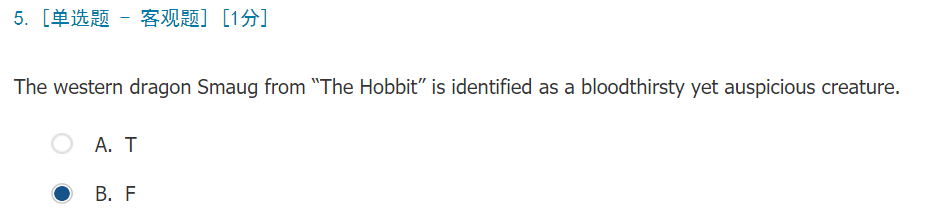 5. [单选题 - 客观题] [1分]
The western dragon Smaug from “The Hobbit” is identified as a bloodthirsty yet auspicious creature.
A. T
B. F